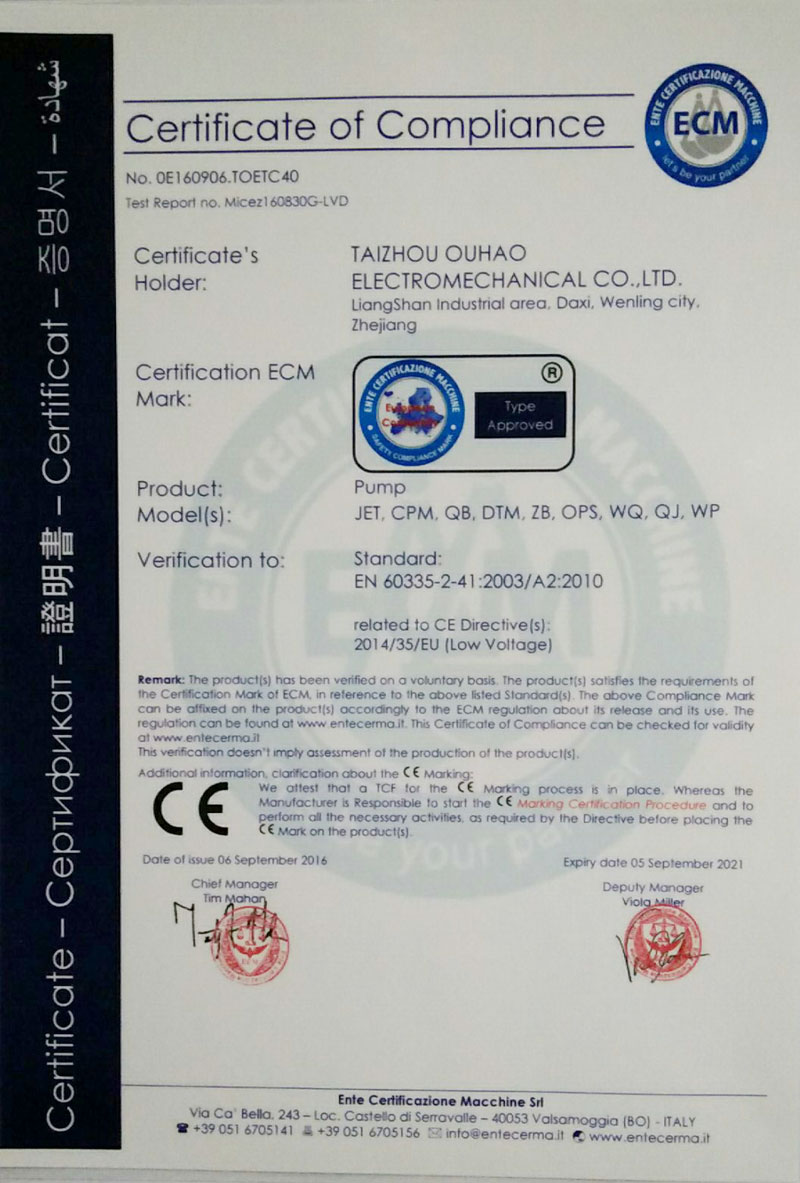 Certificate – Сертификат – 證明書 – Certificat – 증명서 – شهادة
Certificate of Compliance
ENTE CERTIFICAZIONE MACCHINE
ECM
let's be your partner
No. 0E160906.TOETC40
Test Report no. Micez160830G-LVD
Certificate's
Holder:
TAIZHOU OUHAO
ELECTROMECHANICAL CO.,LTD.
LiangShan Industrial area, Daxi, Wenling city,
Zhejiang
Certification ECM
Mark:
ENTE CERTIFICAZIONE MACCHINE
European
SAFETY COMPLIANCE MARK
®
Type
Approved
Product:
Pump
Model(s):
JET, CPM, QB, DTM, ZB, OPS, WQ, QJ, WP
Verification to:
Standard:
EN 60335-2-41:2003/A2:2010
related to CE Directive(s):
2014/35/EU (Low Voltage)
Remark: The product(s) has been verified on a voluntary basis. The product(s) satisfies the requirements of
the Certification Mark of ECM, in reference to the above listed Standard(s). The above Compliance Mark
can be affixed on the product(s) accordingly to the ECM regulation about its release and its use. The
regulation can be found at www.entecerma.it. This Certificate of Compliance can be checked for validity
at www.entecerma.it
This verification doesn't imply assessment of the production of the product(s).
Additional information, clarification about the CE Marking:
CE
We attest that a TCF for the CE Marking process is in place. Whereas the
Manufacturer is Responsible to start the CE Marking Certification Procedure and to
perform all the necessary activities, as required by the Directive before placing the
CE Mark on the product(s).
Date of issue 06 September 2016
Expiry date 05 September 2021
Chief Manager
Tim Mahan
Deputy Manager
Viola Miller
Ente Certificazione Macchine Srl
Via Ca' Bella, 243 – Loc. Castello di Serravalle – 40053 Valsamoggia (BO) - ITALY
☎ +39 051 6705141 +39 051 6705156 ✉ info@entecerma.it www.entecerma.it